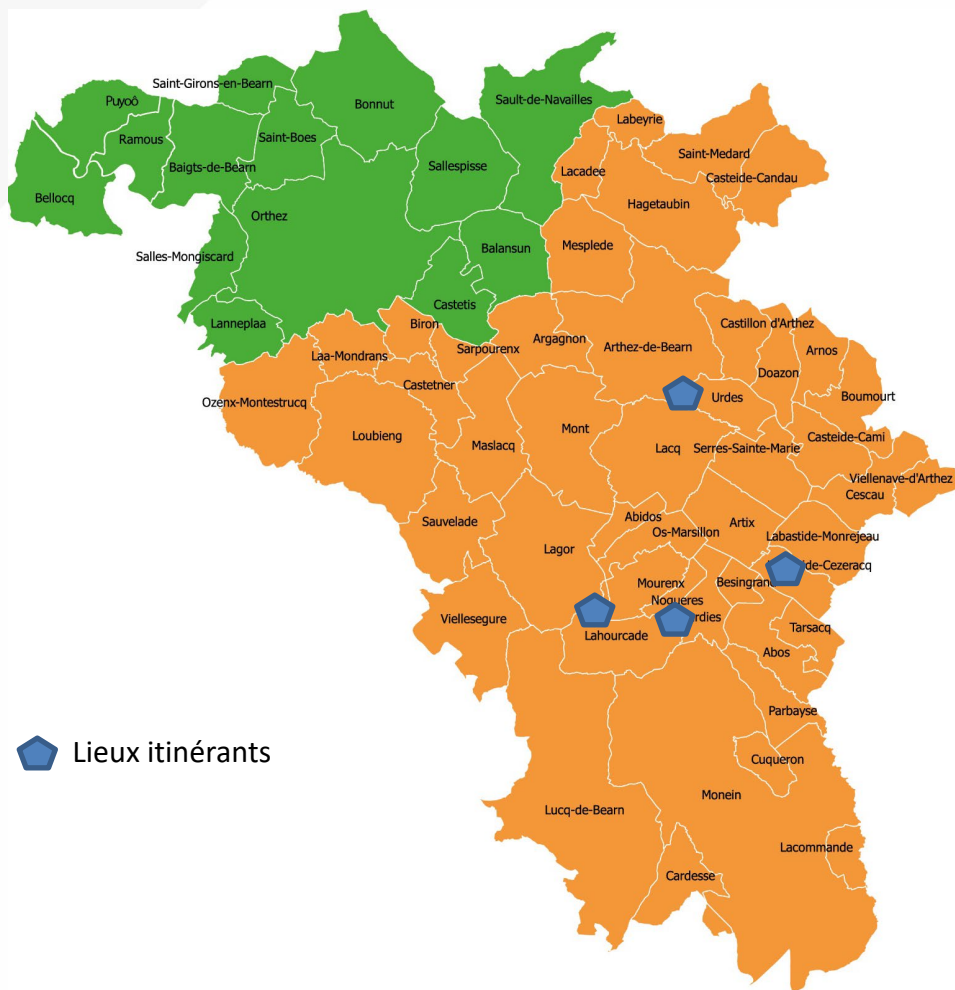 Saint-Girons-en-Bearn
Puyoô
Bonnut
Sault-de-Navailles
Labeyrie
Ramous
Saint-Boes
Saint-Medard
Baigts-de-Bearn
Sallespisse
Lacadee
Casteide-Candau
Bellocq
Hagetaubin
Orthez
Mesplede
Salles-Mongiscard
Balansun
Castetis
Lanneplaa
Biron
Castillon d'Arthez
Argagnon
Sarpourenx
Arthez-de-Bearn
Arnos
Laa-Mondrans
Doazon
Castetner
Urdes
Boumourt
Ozenx-Montestrucq
Mont
Loubieng
Casteide-Cami
Maslacq
Lacq
Serres-Sainte-Marie
Viellenave-d'Arthez
Cescau
Abidos
Sauvelade
Artix
Os-Marsillon
Labastide-Monrejeau
Lagor
de-Cezeracq
Mourenx
Besingrand
Nogueres
Viellesegure
rdies
Tarsacq
Lahourcade
Abos
Parbayse
Lieux itinérants
Cuqueron
Monein
Lucq-de-Bearn
Lacommande
Cardesse